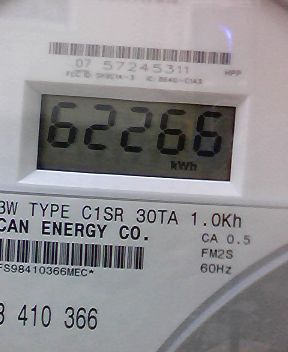 07 57245311 HPP
62266
kWh
3W TYPE C1SR 30TA 1.0Kh
CAN ENERGY CO.
CA 0.5
FM2S
60Hz
FS98410366MEC*
410 366